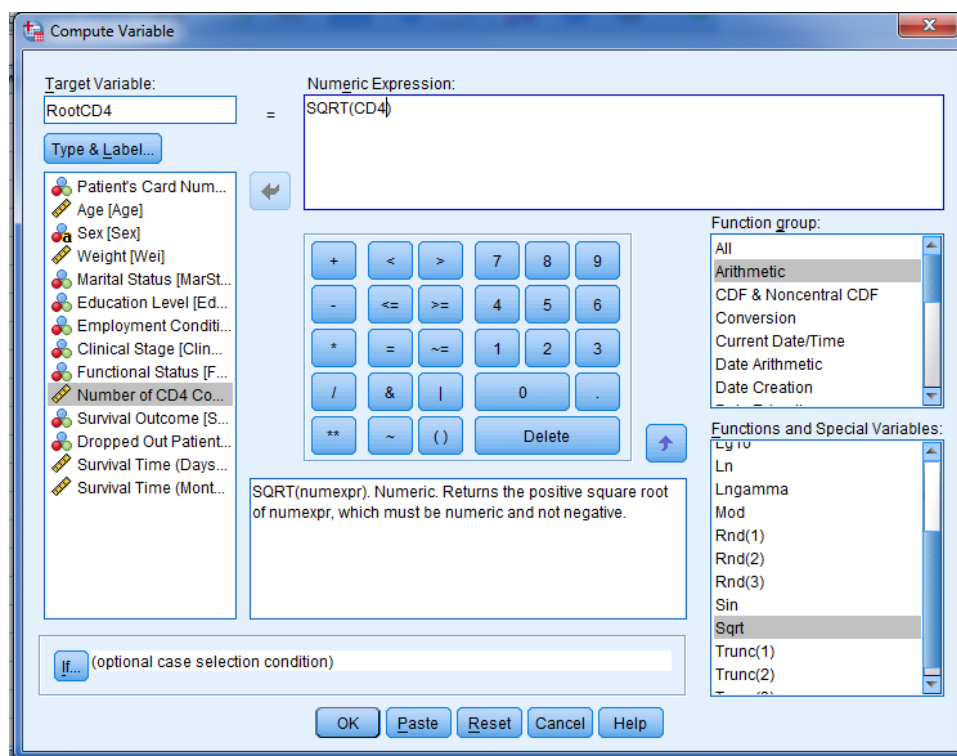 Compute Variable
Target Variable:
RootCD4
=
Numeric Expression:
SQRT(CD4)
Type & Label...
Patient's Card Num...
Age [Age]
Sex [Sex]
Weight [Wei]
Marital Status [MarSt...
Education Level [Ed...
Employment Conditi...
Clinical Stage [Clin...
Functional Status [F...
Number of CD4 Co...
Survival Outcome [S...
Dropped Out Patient...
Survival Time (Days...
Survival Time (Mont...
+ < > 7 8 9
- <= >= 4 5 6
* = ~= 1 2 3
/ & | 0 .
** ~ ( ) Delete
SQRT(numexpr). Numeric. Returns the positive square root
of numexpr, which must be numeric and not negative.
Function group:
All
Arithmetic
CDF & Noncentral CDF
Conversion
Current Date/Time
Date Arithmetic
Date Creation
Functions and Special Variables:
Lg10
Ln
Lngamma
Mod
Rnd(1)
Rnd(2)
Rnd(3)
Sin
Sqrt
Trunc(1)
Trunc(2)
If... (optional case selection condition)
OK Paste Reset Cancel Help